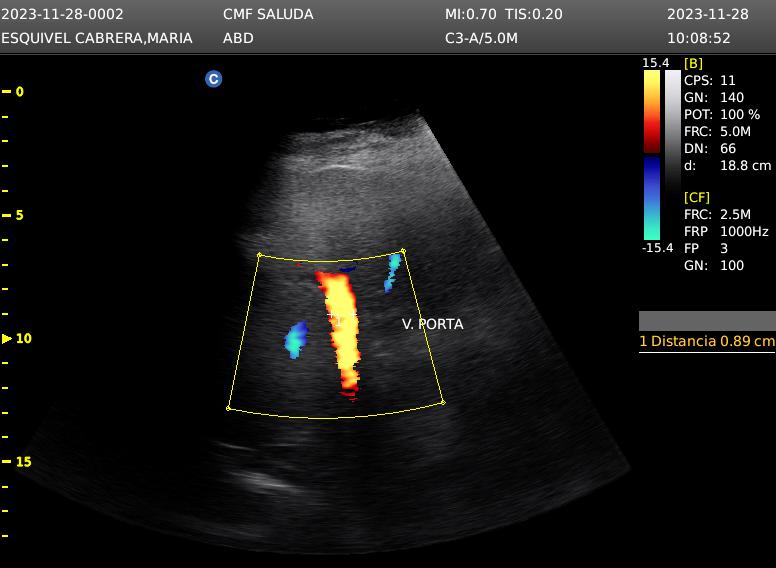 2023-11-28-0002 CMF SALUDA MI:0.70 TIS:0.20 2023-11-28
ESQUIVEL CABRERA,MARIA ABD C3-A/5.0M 10:08:52
C
15.4 [B]
CPS: 11
GN: 140
POT: 100 %
FRC: 5.0M
DN: 66
d: 18.8 cm
[CF]
FRC: 2.5M
FRP 1000Hz
-15.4 FP 3
GN: 100
0
5
10
15
1
V. PORTA
1 Distancia 0.89 cm